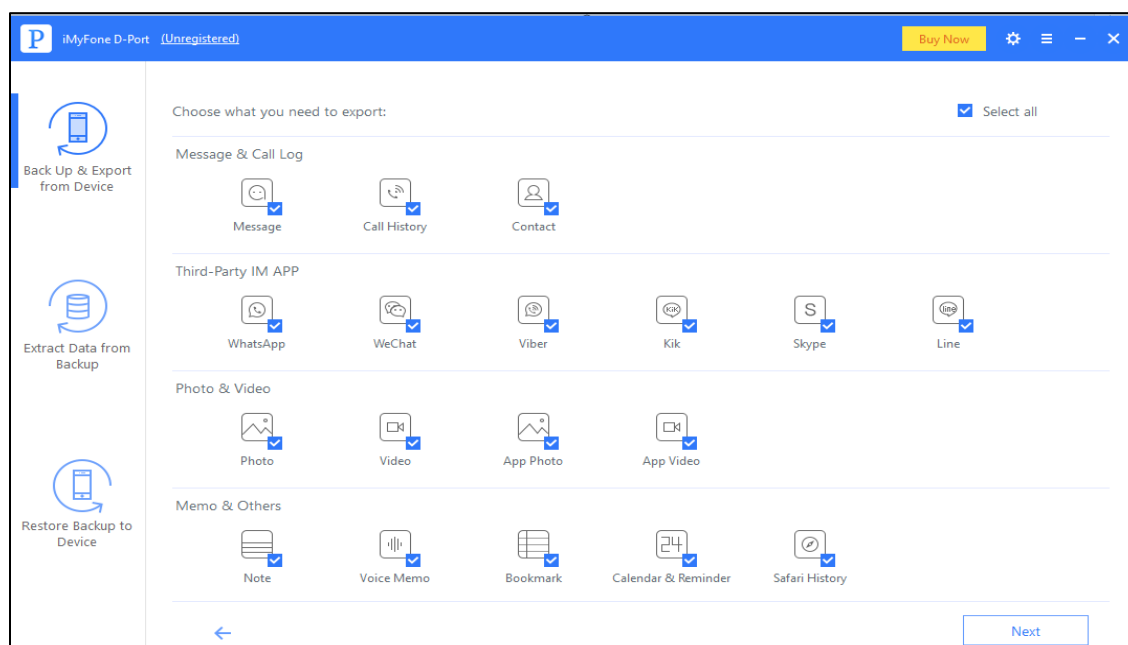 P iMyFone D-Port (Unregistered) Buy Now
Back Up & Export
from Device
Extract Data from
Backup
Restore Backup to
Device
Choose what you need to export: Select all
Message & Call Log
Message Call History Contact
Third-Party IM APP
KiK S line
WhatsApp WeChat Viber Kik Skype Line
Photo & Video
Photo Video App Photo App Video
Memo & Others
24
Note Voice Memo Bookmark Calendar & Reminder Safari History
Next